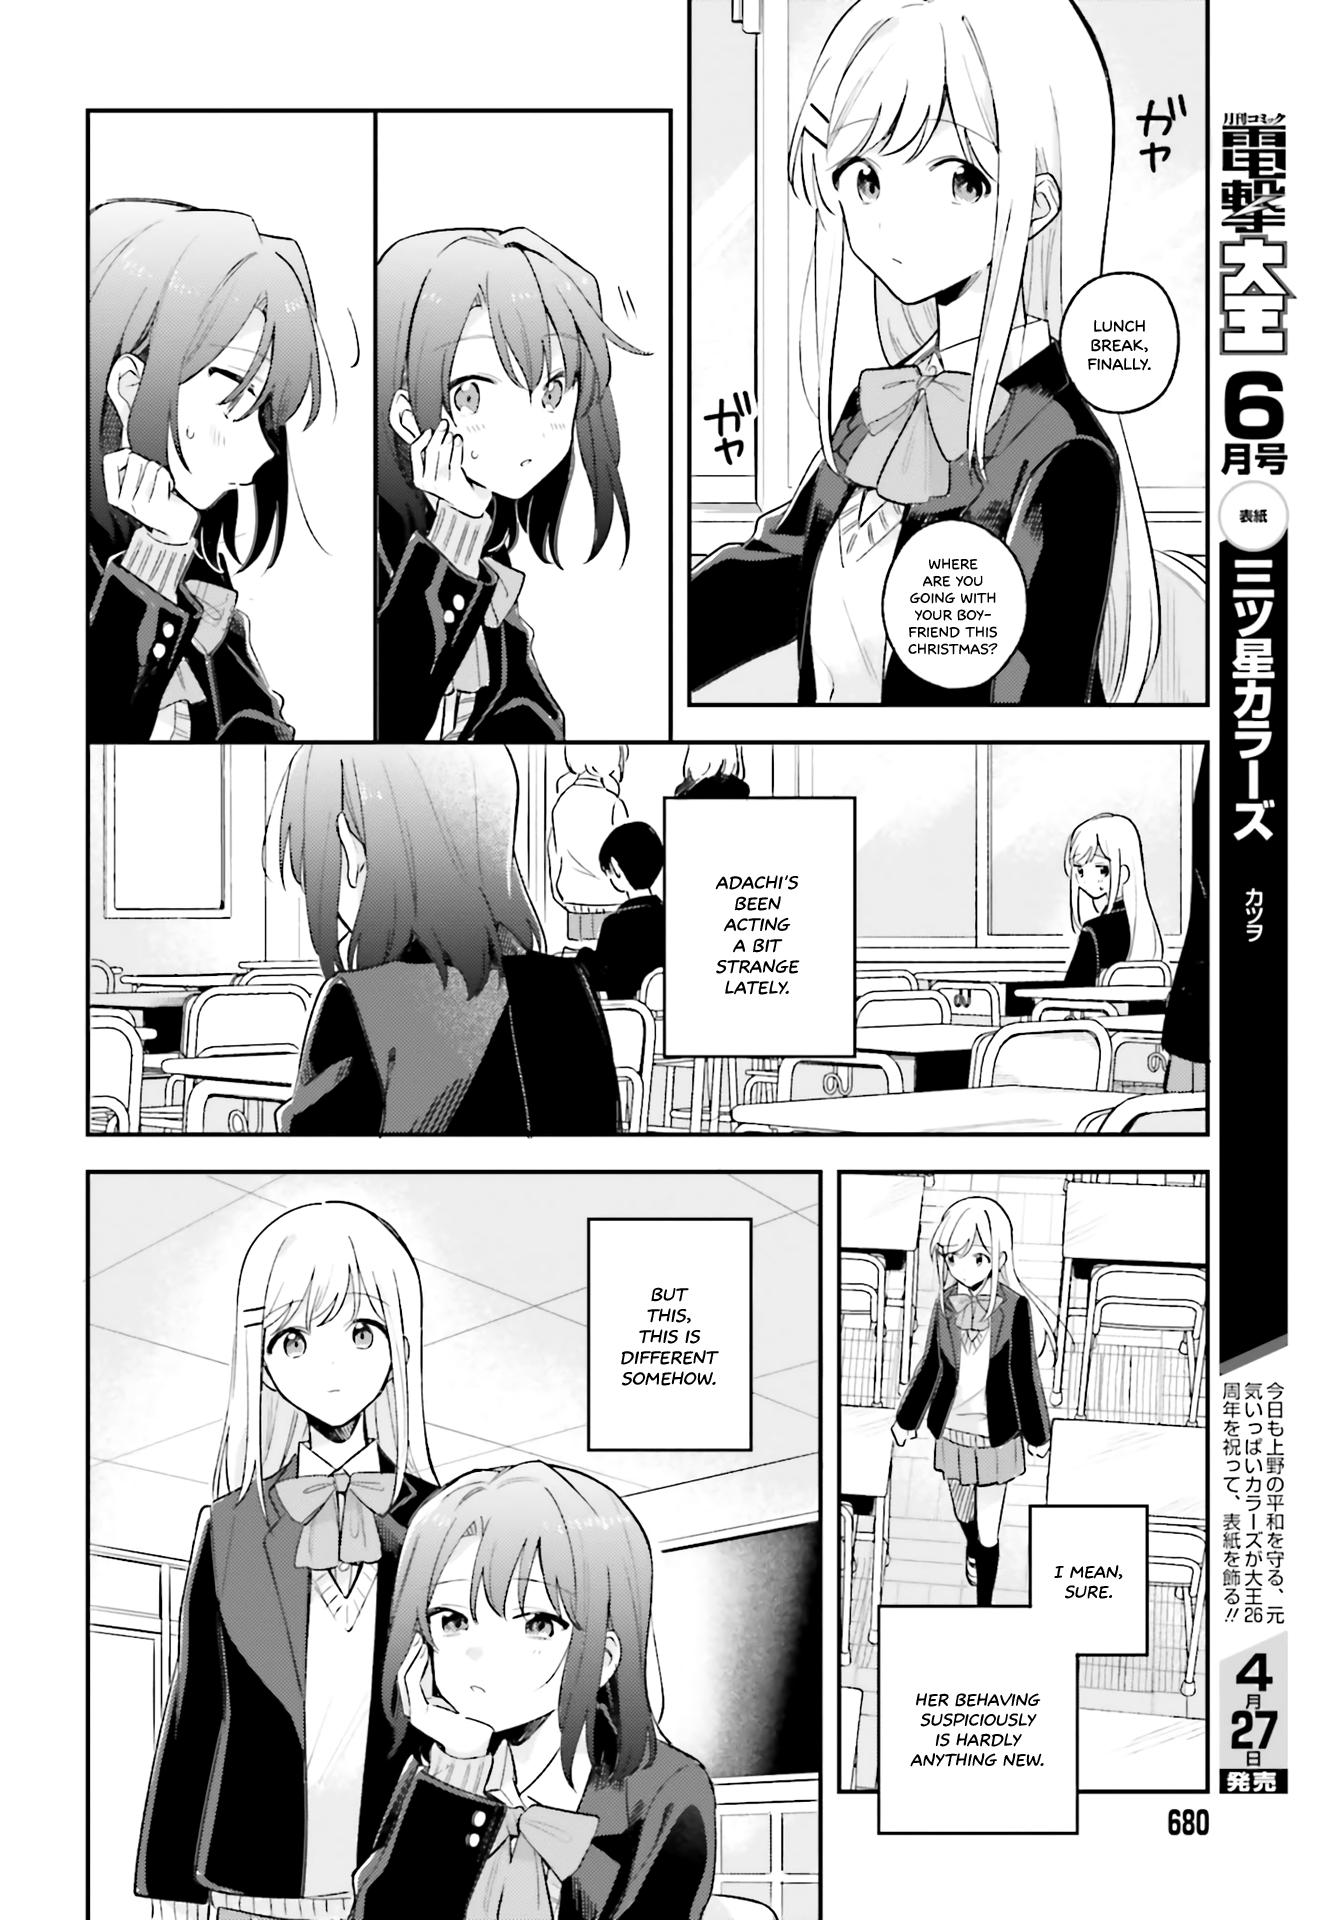 LUNCH
BREAK,
FINALLY.
ガヤ
ガヤ
WHERE
ARE YOU
GOING WITH
YOUR BOY-
FRIEND THIS
CHRISTMAS?
ADACHI'S
BEEN
ACTING
A BIT
STRANGE
LATELY.
I MEAN,
SURE.
HER BEHAVING
SUSPICIOUSLY
IS HARDLY
ANYTHING NEW.
BUT
THIS,
THIS IS
DIFFERENT
SOMEHOW.
680
月刊コミック
電撃大王
6
月号
表紙
三ツ星カラーズ
カツヲ
今日も上野の平和を守る、元
気いっぱいカラーズが大王26
周年を祝って、表紙を飾る!!
4
月
27
日
発売